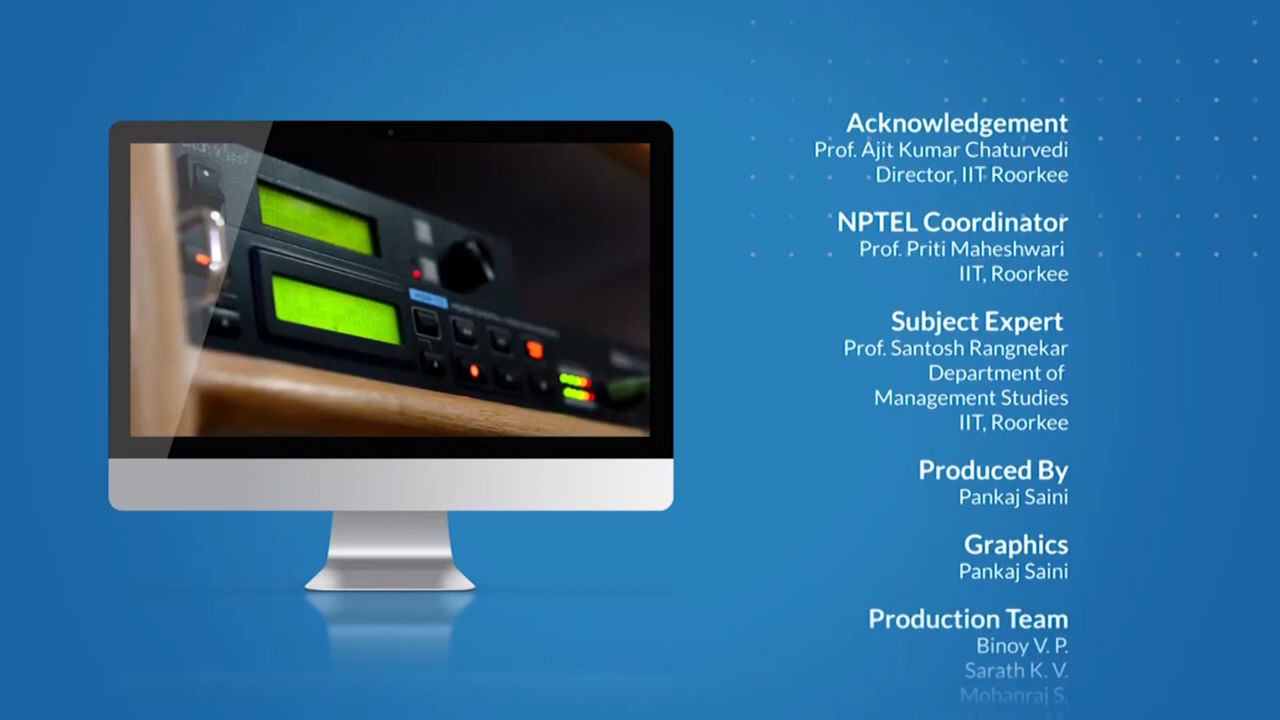 Acknowledgement
Prof. Ajit Kumar Chaturvedi
Director, IIT Roorkee
NPTEL Coordinator
Prof. Priti Maheshwari
IIT, Roorkee
Subject Expert
Prof. Santosh Rangnekar
Department of
Management Studies
IIT, Roorkee
Produced By
Pankaj Saini
Graphics
Pankaj Saini
Production Team
Binoy V. P.
Sarath K. V.
Mohanraj S.